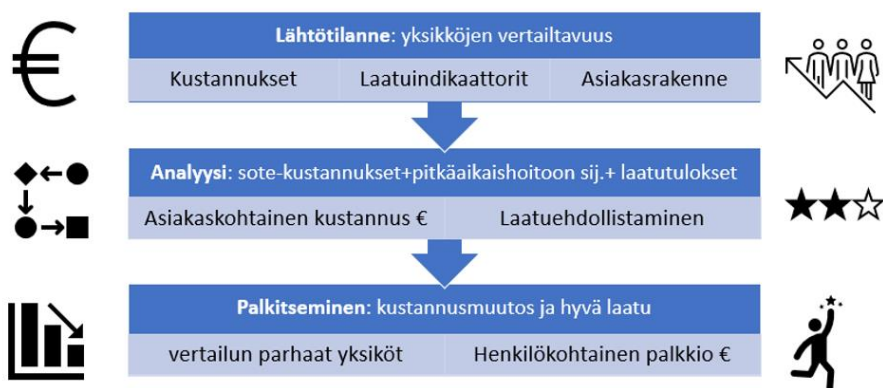 Lähtötilanne: yksikköjen vertailtavuus
Kustannukset Laatuindikaattorit Asiakasrakenne
Analyysi: sote-kustannukset+pitkäaikaishoitoon sij.+ laatutulokset
Asiakaskohtainen kustannus € Laatuehdollistaminen
Palkitseminen: kustannusmuutos ja hyvä laatu
vertailun parhaat yksiköt Henkilökohtainen palkkio €